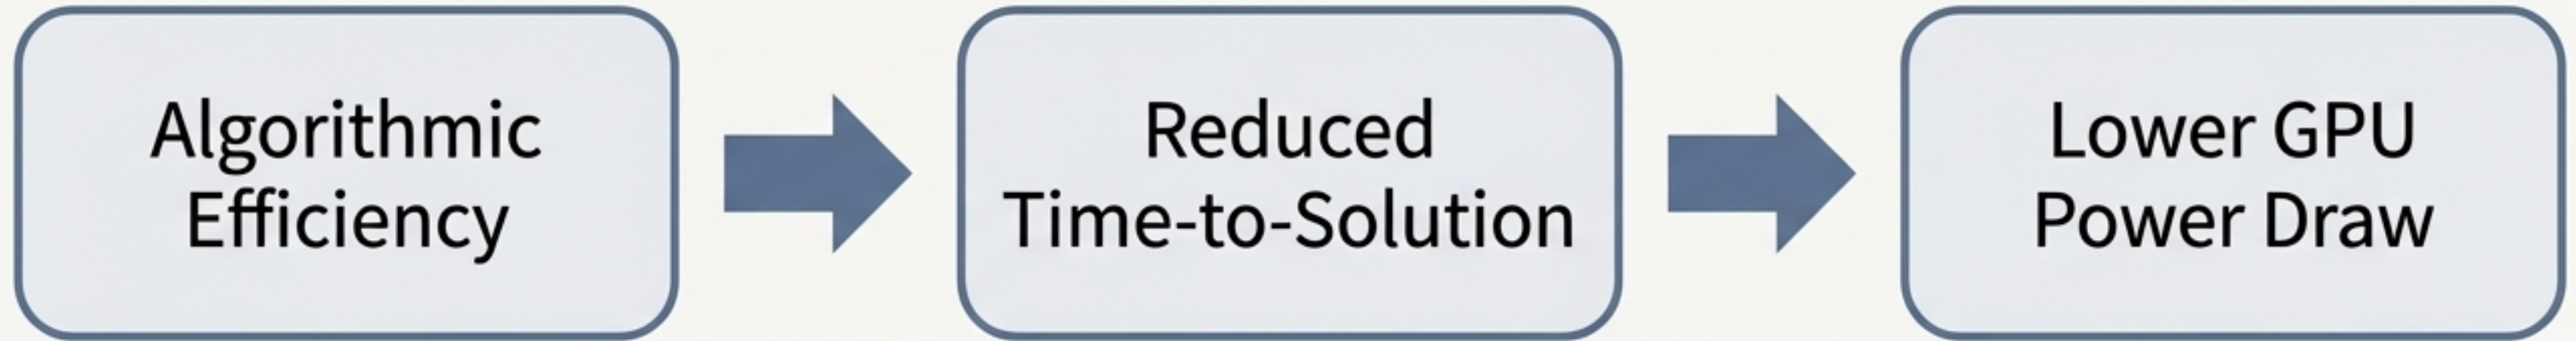 Algorithmic
Efficiency
Reduced
Time-to-Solution
Lower GPU
Power Draw